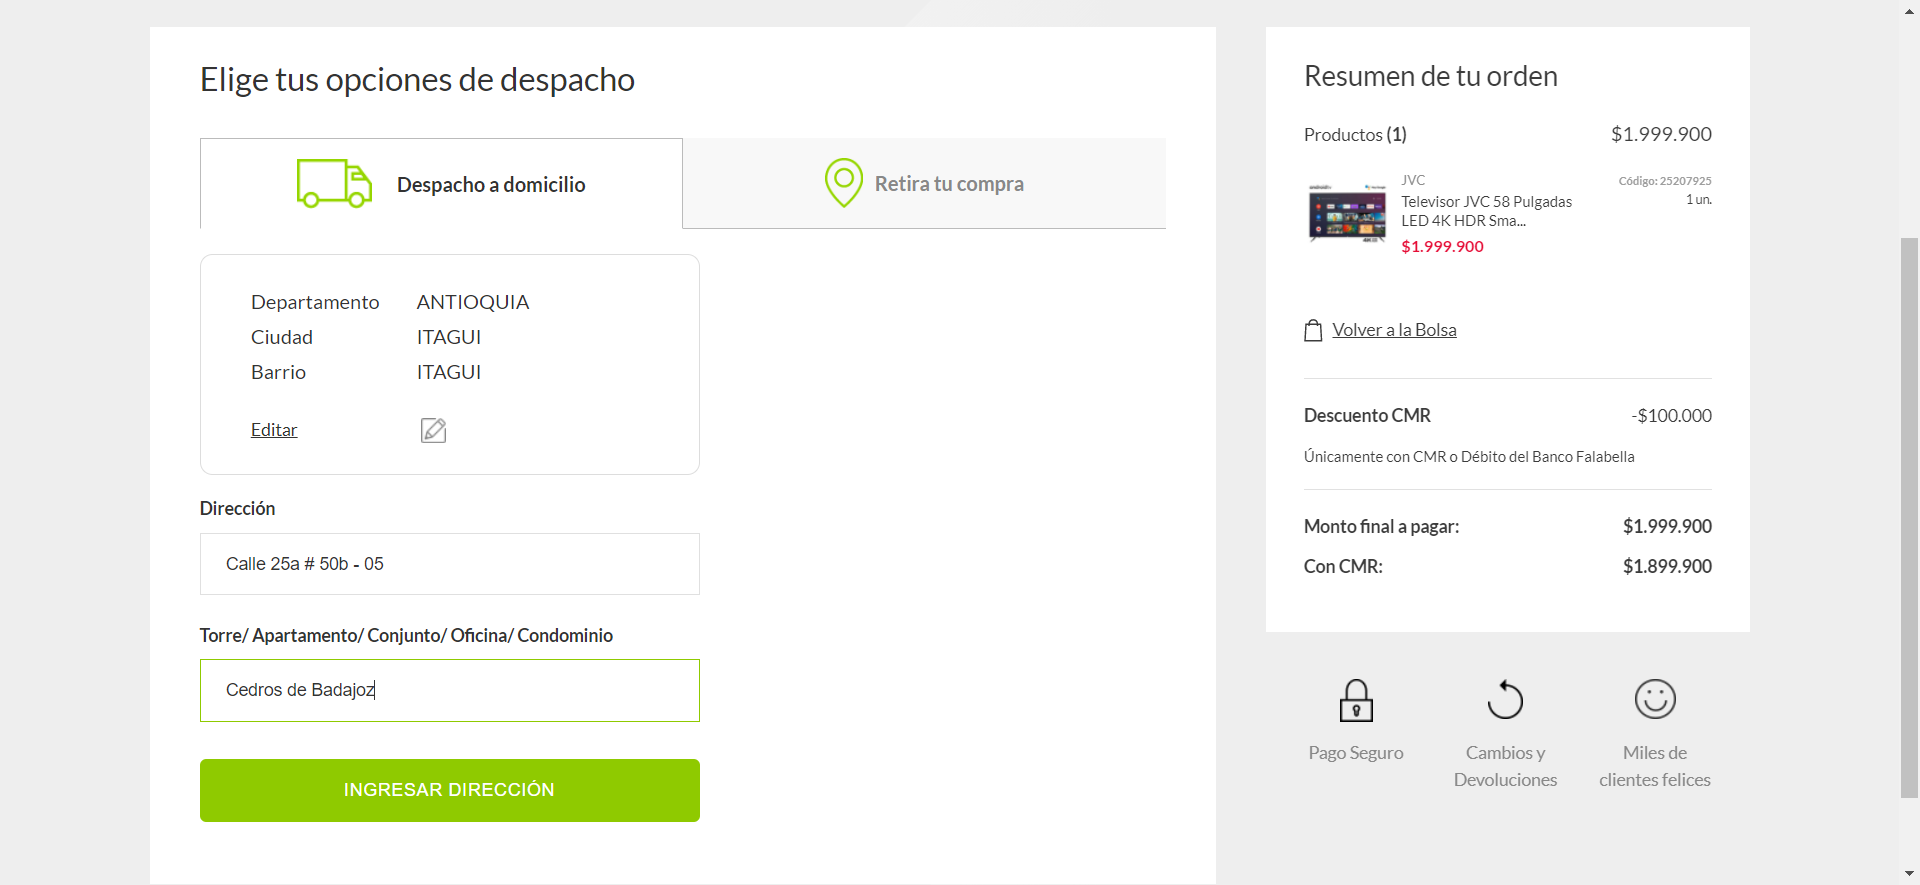 Elige tus opciones de despacho
Despacho a domicilio
Retira tu compra
Departamento ANTIOQUIA
Ciudad ITAGUI
Barrio ITAGUI
Editar
Dirección
Calle 25a # 50b - 05
Torre/ Apartamento/ Conjunto/ Oficina/ Condominio
Cedros de Badajoz
INGRESAR DIRECCIÓN
Resumen de tu orden
Productos (1) $1.999.900
JVC Código: 25207925
Televisor JVC 58 Pulgadas 1 un.
LED 4K HDR Sma...
$1.999.900
Volver a la Bolsa
Descuento CMR -$100.000
Únicamente con CMR o Débito del Banco Falabella
Monto final a pagar: $1.999.900
Con CMR: $1.899.900
Pago Seguro
Cambios y
Devoluciones
Miles de
clientes felices